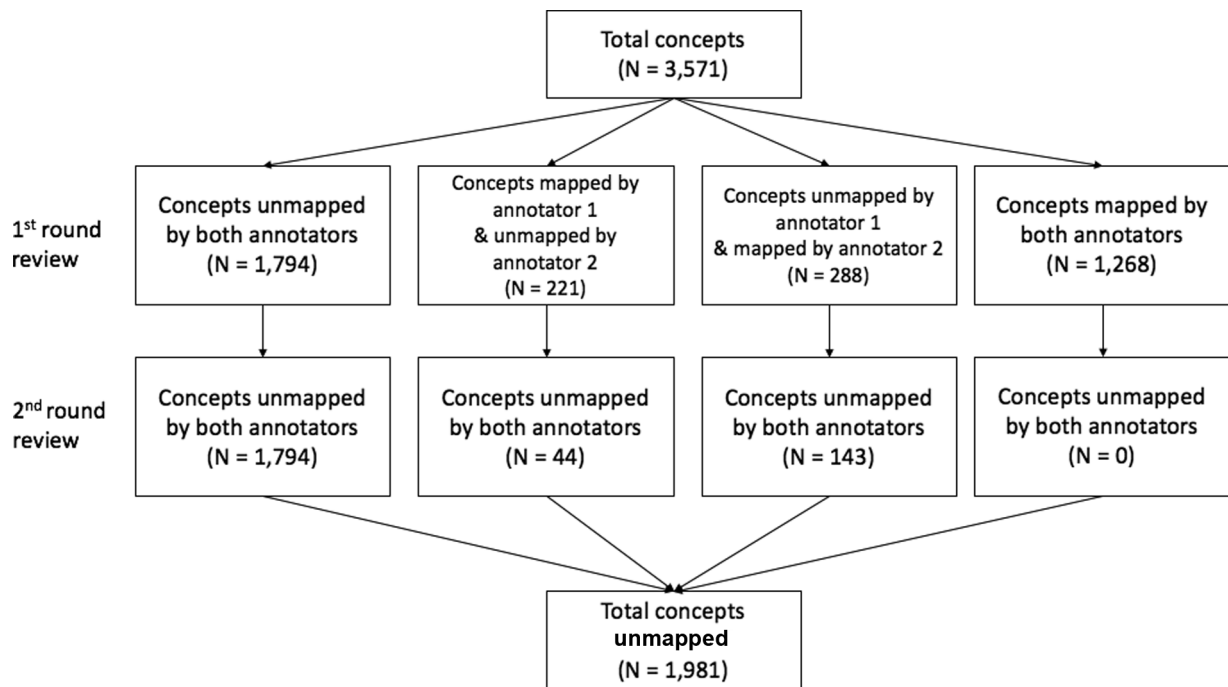 Total concepts
(N = 3,571)
1st round
review
Concepts unmapped
by both annotators
(N = 1,794)
Concepts mapped by
annotator 1
& unmapped by
annotator 2
(N = 221)
Concepts unmapped by
annotator 1
& mapped by annotator 2
(N = 288)
Concepts mapped by
both annotators
(N = 1,268)
2nd round
review
Concepts unmapped
by both annotators
(N = 1,794)
Concepts unmapped
by both annotators
(N = 44)
Concepts unmapped
by both annotators
(N = 143)
Concepts unmapped
by both annotators
(N = 0)
Total concepts
unmapped
(N = 1,981)